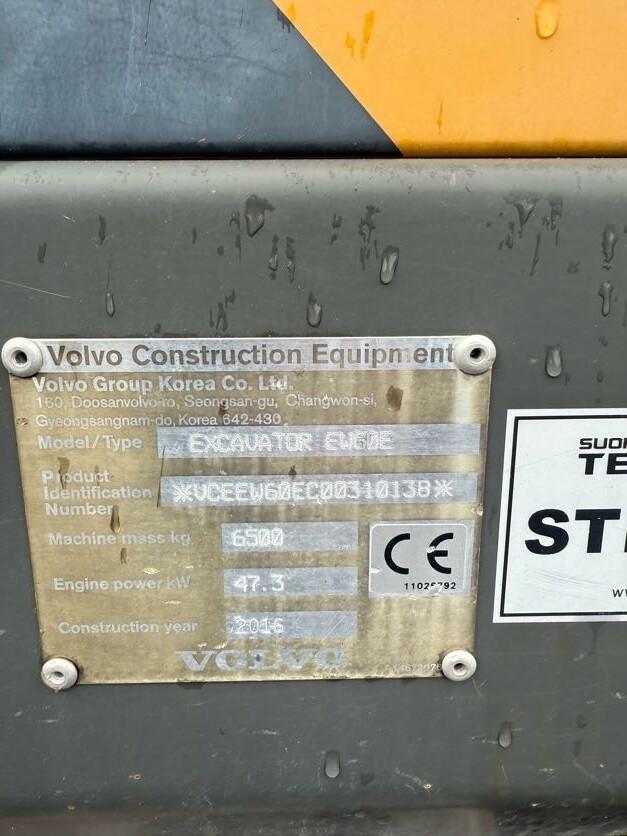 Volvo Construction Equipment
Volvo Group Korea Co. Ltd.
160, Doosanvolvo-ro, Seongsan-gu, Changwon-si,
Gyeongsangnam-do, Korea 642-430
Model/Type EXCAVATOR EW60E
Product
Identification *VCEEW60EC00310138*
Number
Machine mass kg 6500
Engine power kW 47.3
Construction year 2016
CE
VOLVO
SUO
TE
ST
W